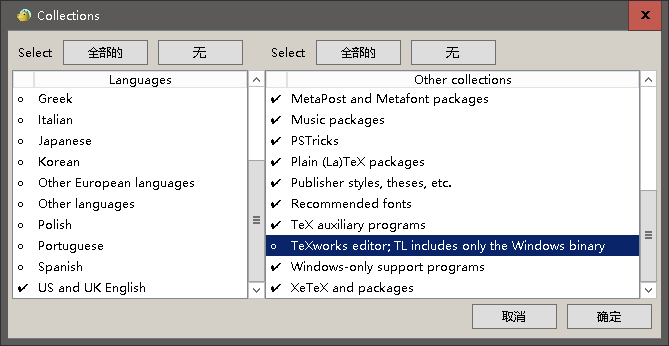 Collections
Select 全部的 无 Select 全部的 无
Languages
Greek
Italian
Japanese
Korean
Other European languages
Other languages
Polish
Portuguese
Spanish
US and UK English
Other collections
MetaPost and Metafont packages
Music packages
PSTricks
Plain (La)TeX packages
Publisher styles, theses, etc.
Recommended fonts
TeX auxiliary programs
TeXworks editor; TL includes only the Windows binary
Windows-only support programs
XeTeX and packages
取消 确定